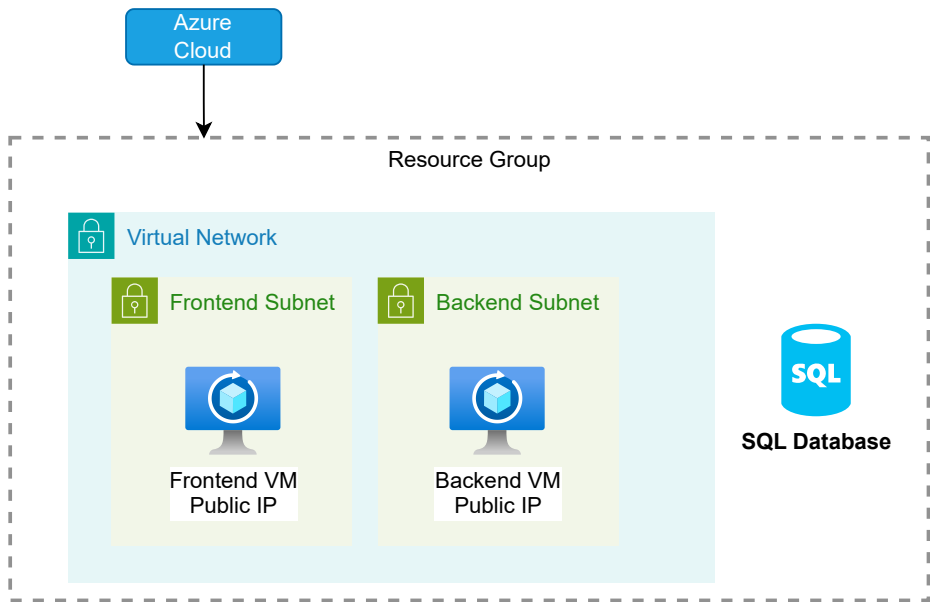 Azure
Cloud
Resource Group
Virtual Network
Frontend Subnet
Backend Subnet
Frontend VM
Public IP
Backend VM
Public IP
SQL
SQL Database